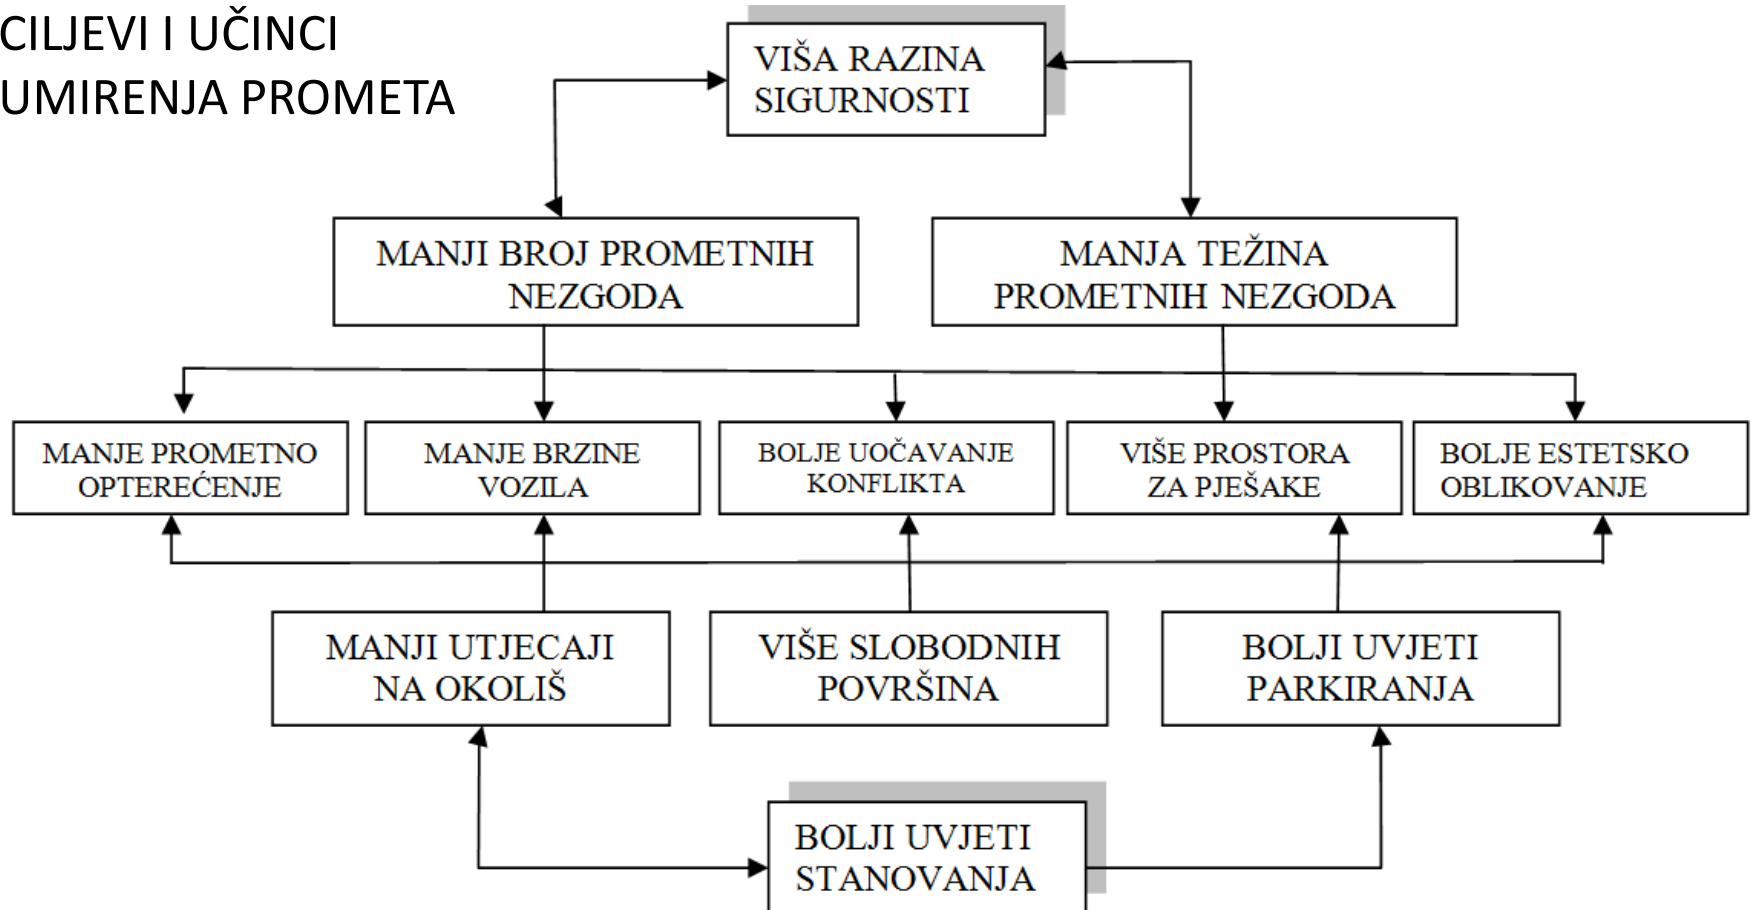 CILJEVI I UČINCI
UMIRENJA PROMETA
VIŠA RAZINA
SIGURNOSTI
MANJI BROJ PROMETNIH
NEZGODA
MANJA TEŽINA
PROMETNIH NEZGODA
MANJE PROMETNO
OPTEREĆENJE
MANJE BRZINE
VOZILA
BOLJE UOČAVANJE
KONFLIKTA
VIŠE PROSTORA
ZA PJEŠAKE
BOLJE ESTETSKO
OBLIKOVANJE
MANJI UTJECAJI
NA OKOLIŠ
VIŠE SLOBODNIH
POVRŠINA
BOLJI UVJETI
PARKIRANJA
BOLJI UVJETI
STANOVANJA